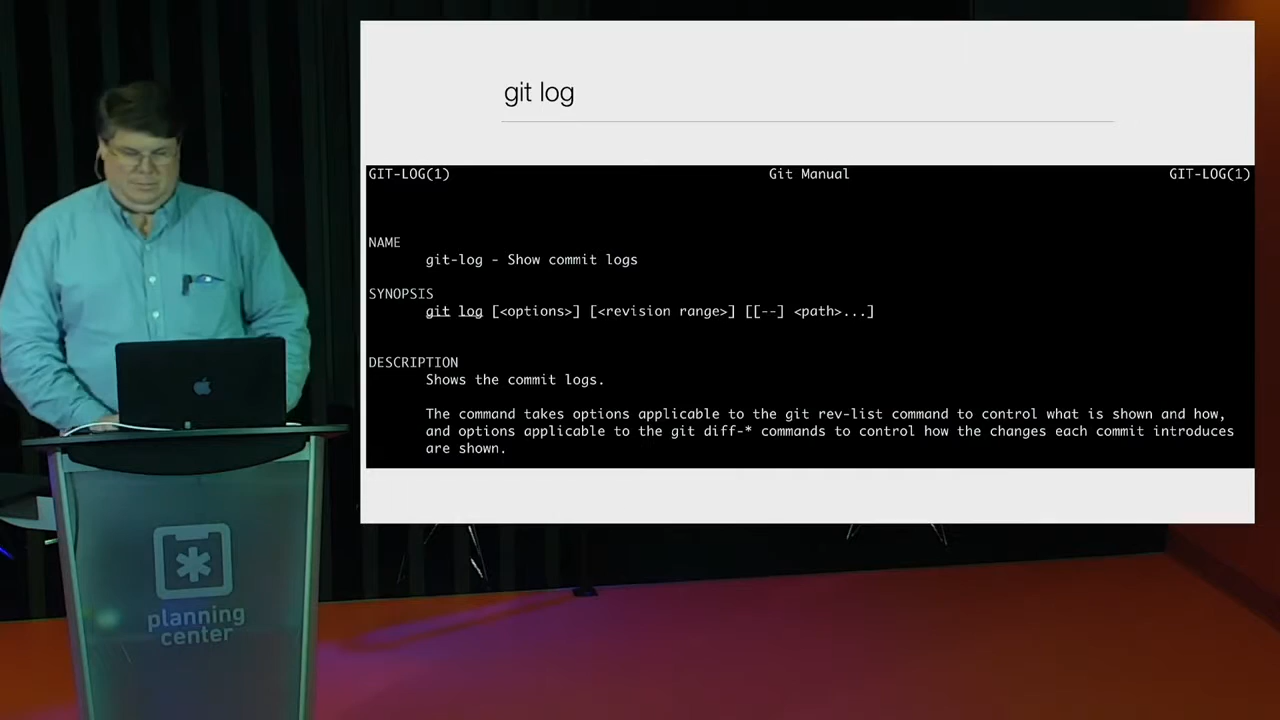 git log
GIT-LOG(1) Git Manual GIT-LOG(1)
NAME
git-log - Show commit logs
SYNOPSIS
git log [<options>] [<revision range>] [[--] <path>...]
DESCRIPTION
Shows the commit logs.
The command takes options applicable to the git rev-list command to control what is shown and how,
and options applicable to the git diff-* commands to control how the changes each commit introduces
are shown.
planning
center